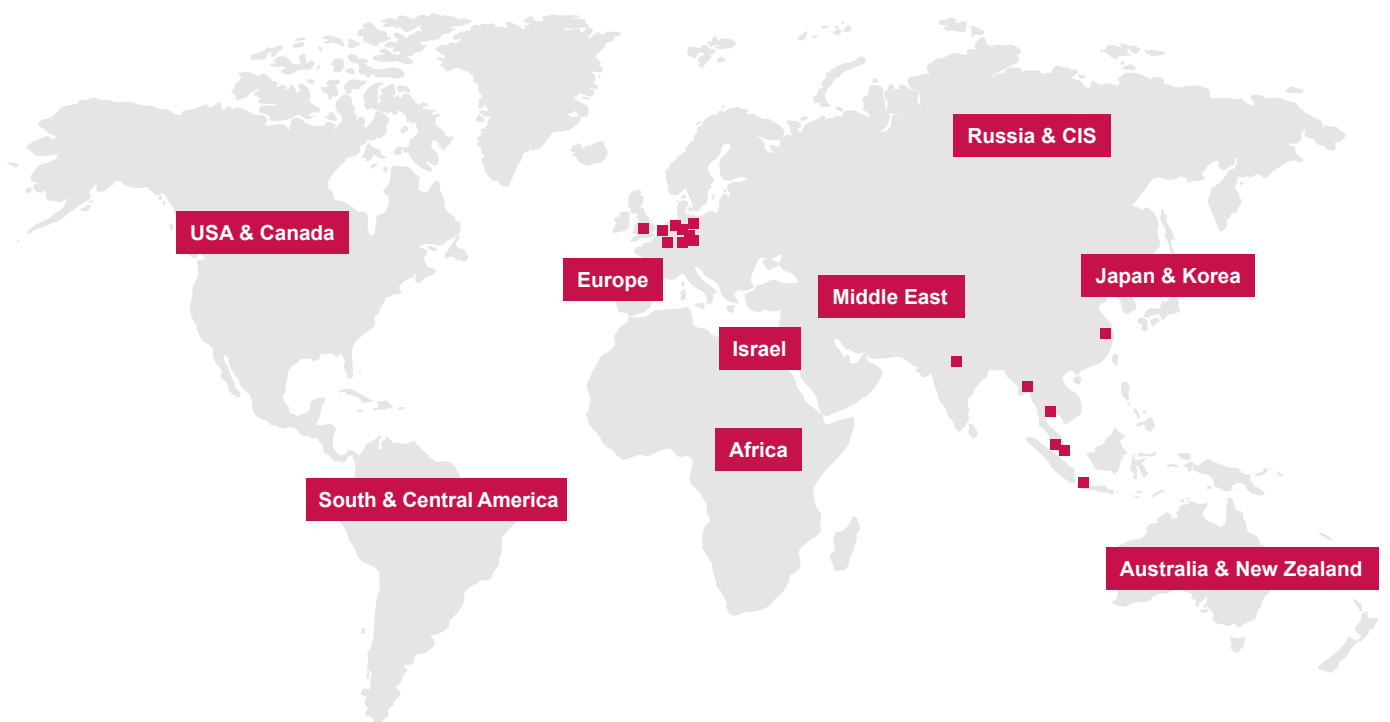 Russia & CIS
USA & Canada
Europe
Middle East
Japan & Korea
Israel
Africa
South & Central America
Australia & New Zealand